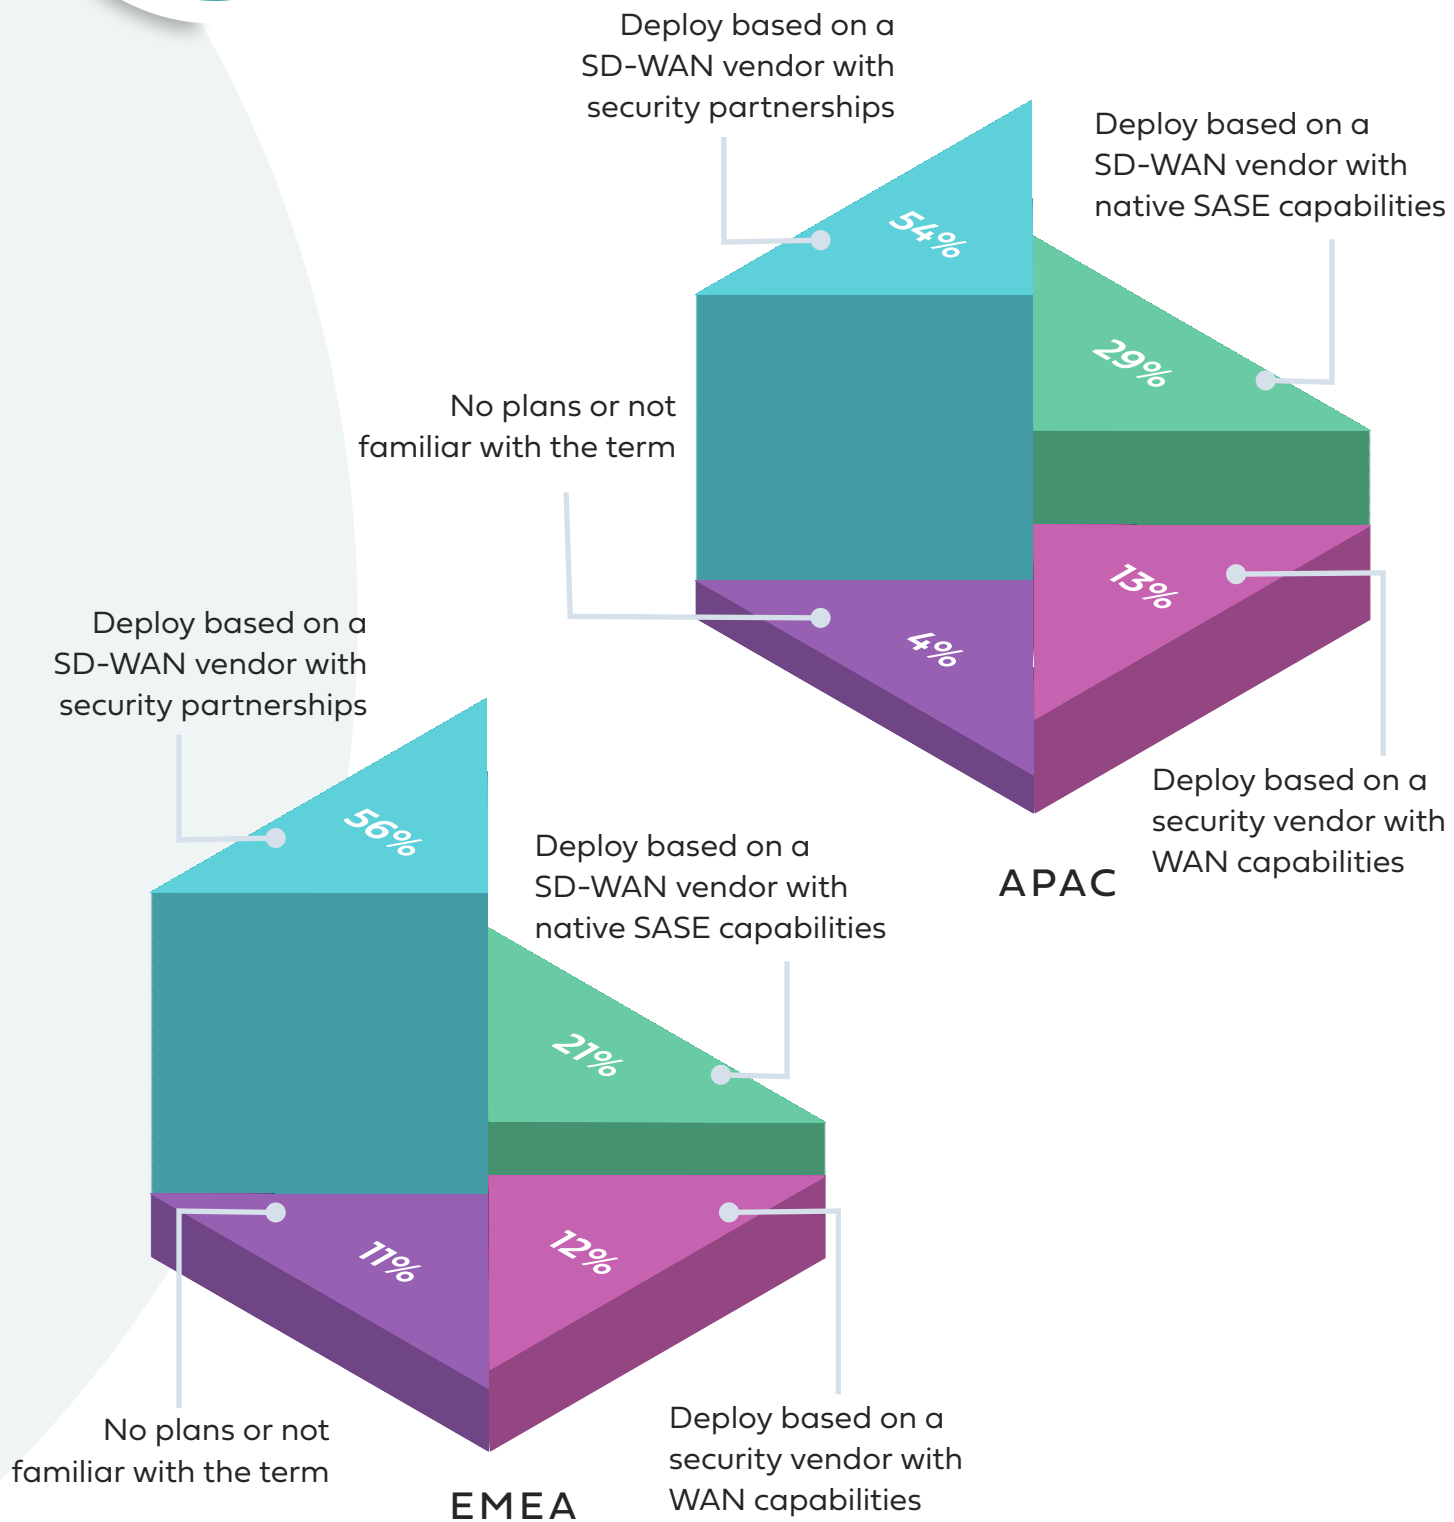 Deploy based on a
SD-WAN vendor with
security partnerships
54%
Deploy based on a
SD-WAN vendor with
native SASE capabilities
29%
No plans or not
familiar with the term
4%
13%
Deploy based on a
security vendor with
WAN capabilities
APAC
Deploy based on a
SD-WAN vendor with
security partnerships
56%
Deploy based on a
SD-WAN vendor with
native SASE capabilities
21%
11%
12%
No plans or not
familiar with the term
Deploy based on a
security vendor with
WAN capabilities
EMEA